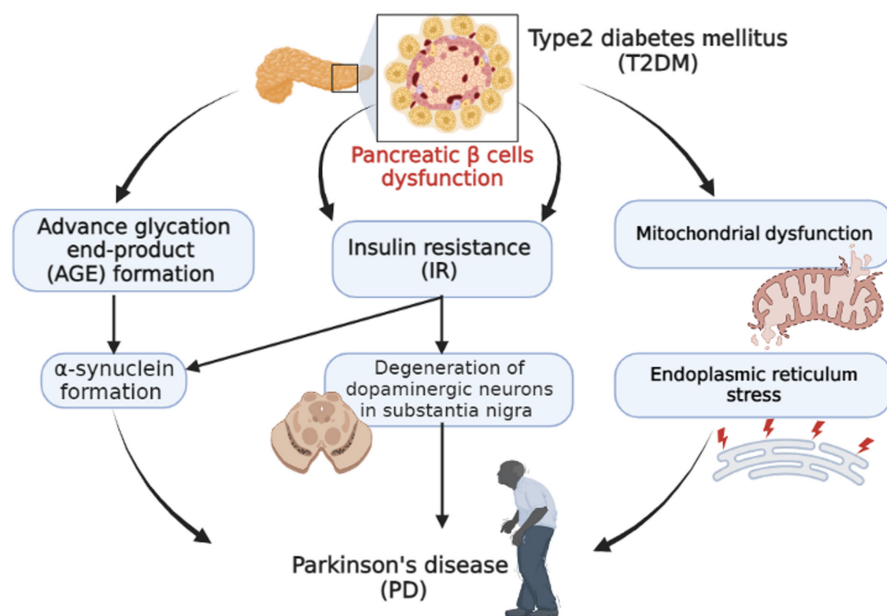 Type2 diabetes mellitus
(T2DM)
Pancreatic β cells
dysfunction
Advance glycation
end-product
(AGE) formation
Insulin resistance
(IR)
Mitochondrial dysfunction
α-synuclein
formation
Degeneration of
dopaminergic neurons
in substantia nigra
Endoplasmic reticulum
stress
Parkinson's disease
(PD)